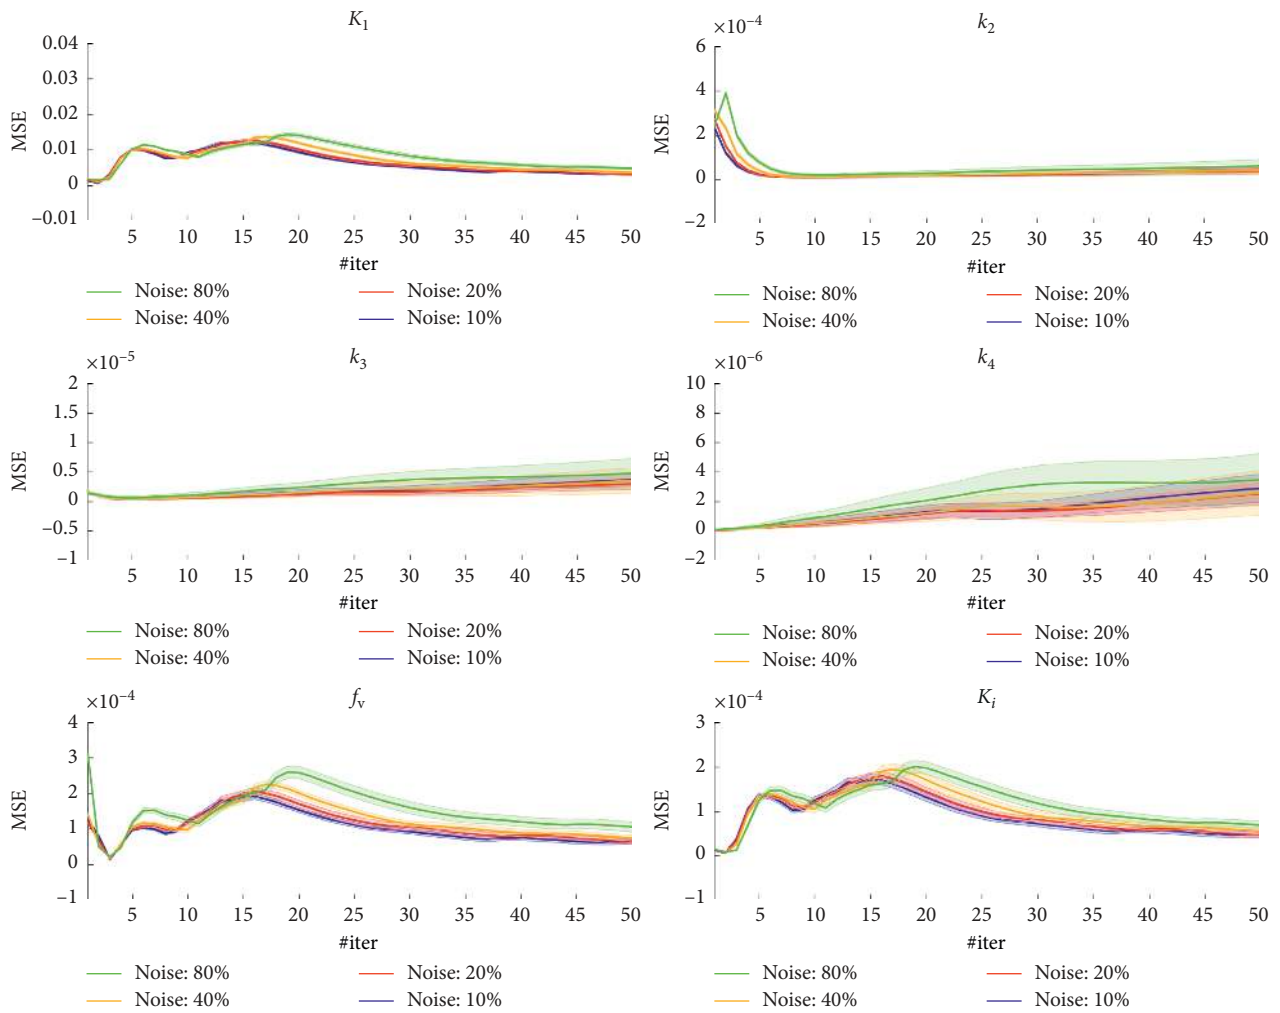 K₁
0.04
0.03
0.02
0.01
0
–0.01
MSE
5 10 15 20 25 30 35 40 45 50
#iter
Noise: 80% Noise: 20%
Noise: 40% Noise: 10%
k₂
×10⁻⁴
6
4
2
0
–2
MSE
5 10 15 20 25 30 35 40 45 50
#iter
Noise: 80% Noise: 20%
Noise: 40% Noise: 10%
k₃
×10⁻⁵
2
1.5
1
0.5
0
–0.5
–1
MSE
5 10 15 20 25 30 35 40 45 50
#iter
Noise: 80% Noise: 20%
Noise: 40% Noise: 10%
k₄
×10⁻⁶
10
8
6
4
2
0
–2
MSE
5 10 15 20 25 30 35 40 45 50
#iter
Noise: 80% Noise: 20%
Noise: 40% Noise: 10%
fᵥ
×10⁻⁴
4
3
2
1
0
–1
MSE
5 10 15 20 25 30 35 40 45 50
#iter
Noise: 80% Noise: 20%
Noise: 40% Noise: 10%
Kᵢ
×10⁻⁴
3
2
1
0
–1
MSE
5 10 15 20 25 30 35 40 45 50
#iter
Noise: 80% Noise: 20%
Noise: 40% Noise: 10%